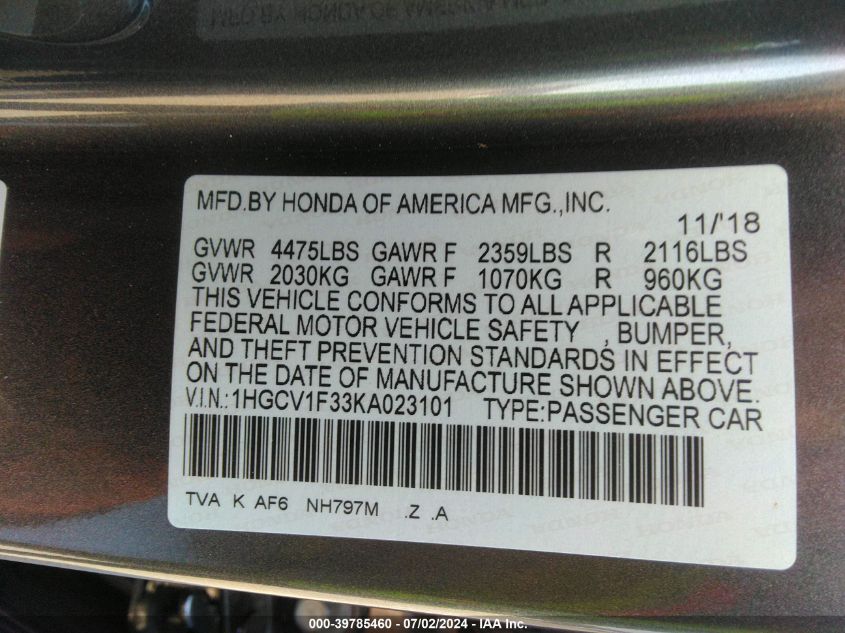 MFD.BY HONDA OF AMERICA MFG.,INC.
11/'18
GVWR 4475LBS GAWR F 2359LBS R 2116LBS
GVWR 2030KG GAWR F 1070KG R 960KG
THIS VEHICLE CONFORMS TO ALL APPLICABLE
FEDERAL MOTOR VEHICLE SAFETY , BUMPER,
AND THEFT PREVENTION STANDARDS IN EFFECT
ON THE DATE OF MANUFACTURE SHOWN ABOVE.
V.I.N.:1HGCV1F33KA023101 TYPE:PASSENGER CAR
TVA K AF6 NH797M .Z .A
000-39785460 - 07/02/2024 - IAA Inc.